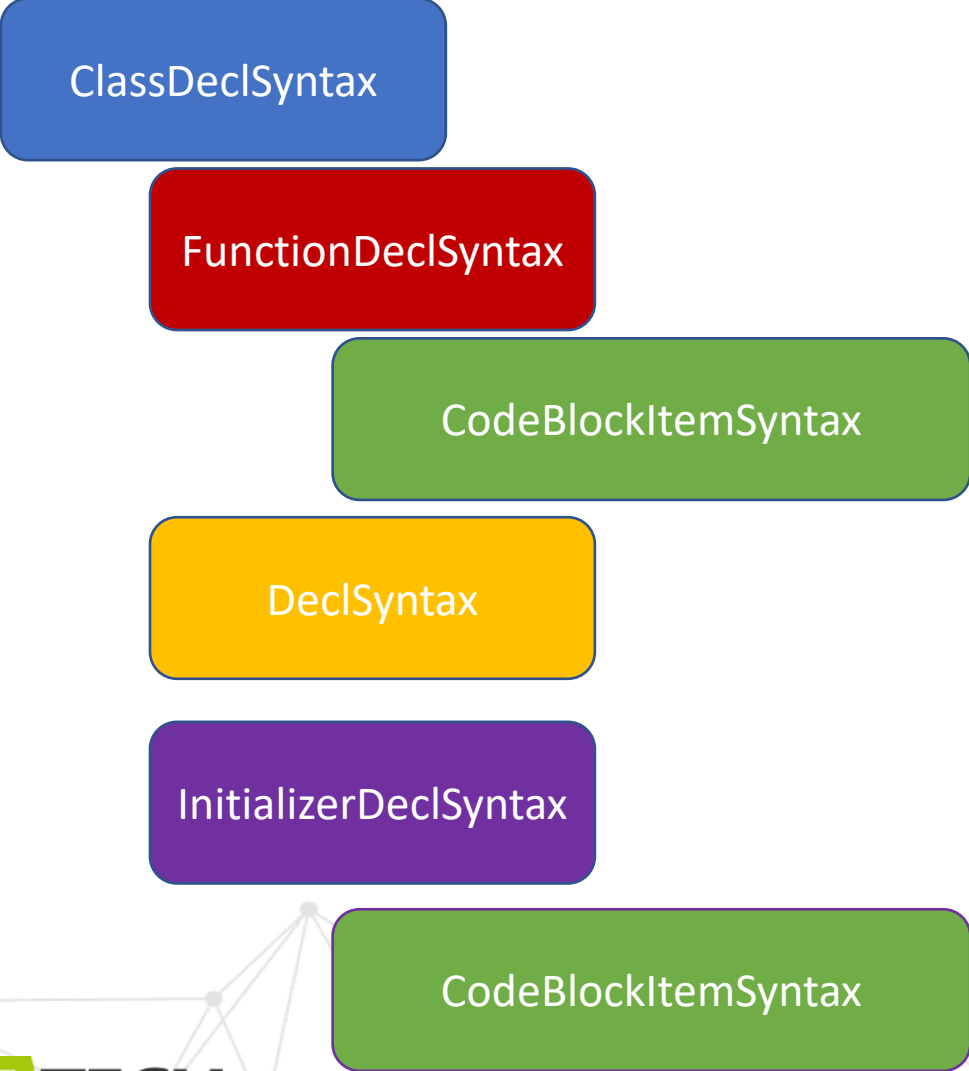 ClassDeclSyntax
FunctionDeclSyntax
CodeBlockItemSyntax
DeclSyntax
InitializerDeclSyntax
CodeBlockItemSyntax